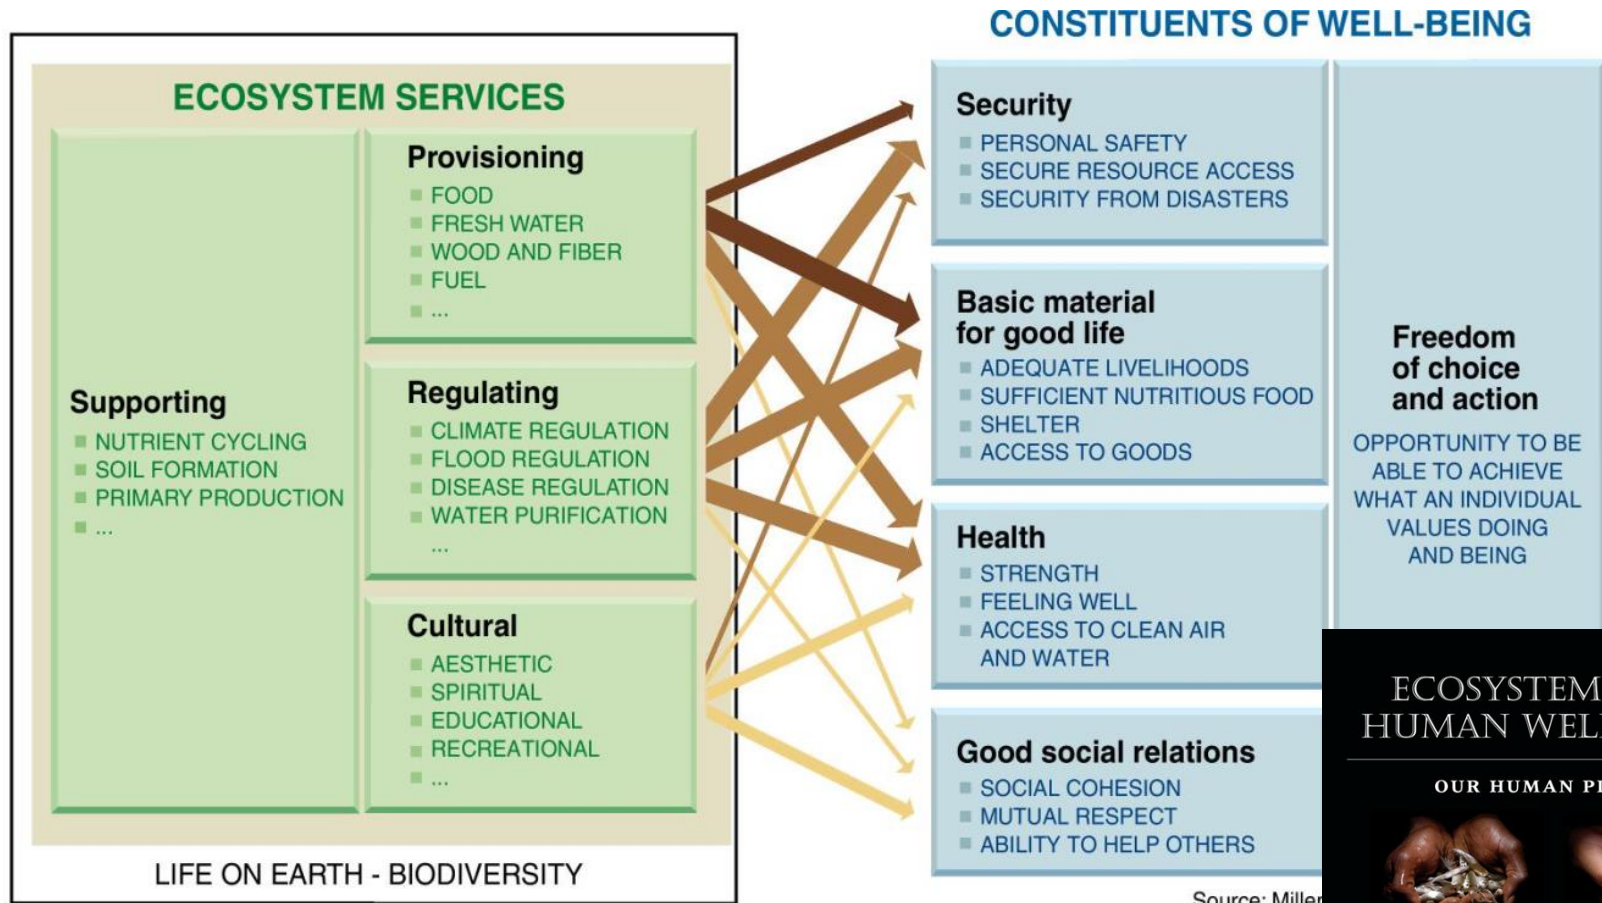 CONSTITUENTS OF WELL-BEING
ECOSYSTEM SERVICES
Supporting
NUTRIENT CYCLING
SOIL FORMATION
PRIMARY PRODUCTION
...
Provisioning
FOOD
FRESH WATER
WOOD AND FIBER
FUEL
...
Regulating
CLIMATE REGULATION
FLOOD REGULATION
DISEASE REGULATION
WATER PURIFICATION
...
Cultural
AESTHETIC
SPIRITUAL
EDUCATIONAL
RECREATIONAL
...
LIFE ON EARTH - BIODIVERSITY
Security
PERSONAL SAFETY
SECURE RESOURCE ACCESS
SECURITY FROM DISASTERS
Basic material
for good life
ADEQUATE LIVELIHOODS
SUFFICIENT NUTRITIOUS FOOD
SHELTER
ACCESS TO GOODS
Health
STRENGTH
FEELING WELL
ACCESS TO CLEAN AIR
AND WATER
Good social relations
SOCIAL COHESION
MUTUAL RESPECT
ABILITY TO HELP OTHERS
Freedom
of choice
and action
OPPORTUNITY TO BE
ABLE TO ACHIEVE
WHAT AN INDIVIDUAL
VALUES DOING
AND BEING
Source:
ECOSYSTEM
HUMAN
OUR HUMAN